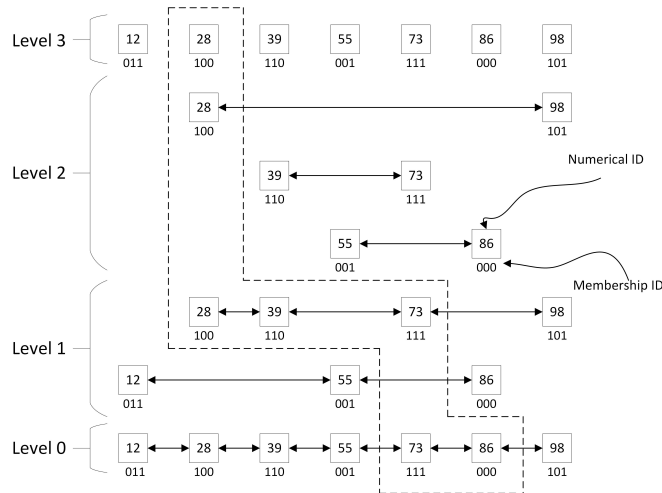 Level 3
12 28 39 55 73 86 98
011 100 110 001 111 000 101
28 98
100 101
Level 2
Numerical ID
39 73
110 111
55 86
001 000
Membership ID
28 39 73 98
100 110 111 101
Level 1
12 55 86
011 001 000
Level 0
12 28 39 55 73 86 98
011 100 110 001 111 000 101